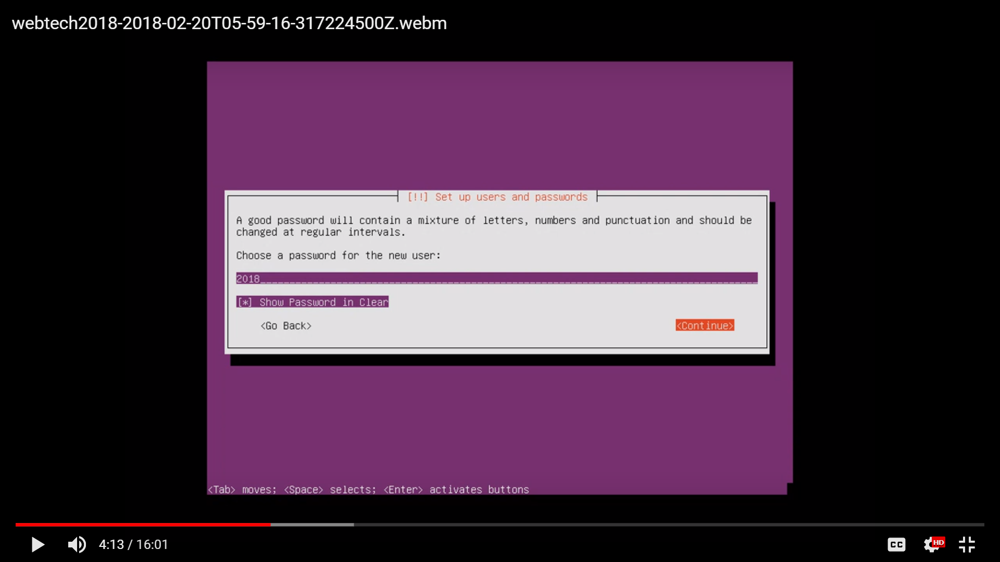 webtech2018-2018-02-20T05-59-16-317224500Z.webm
[!!] Set up users and passwords
A good password will contain a mixture of letters, numbers and punctuation and should be
changed at regular intervals.
Choose a password for the new user:
2018
[*] Show Password in Clear
<Go Back> <Continue>
<Tab> moves; <Space> selects; <Enter> activates buttons
4:13 / 16:01 CC HD